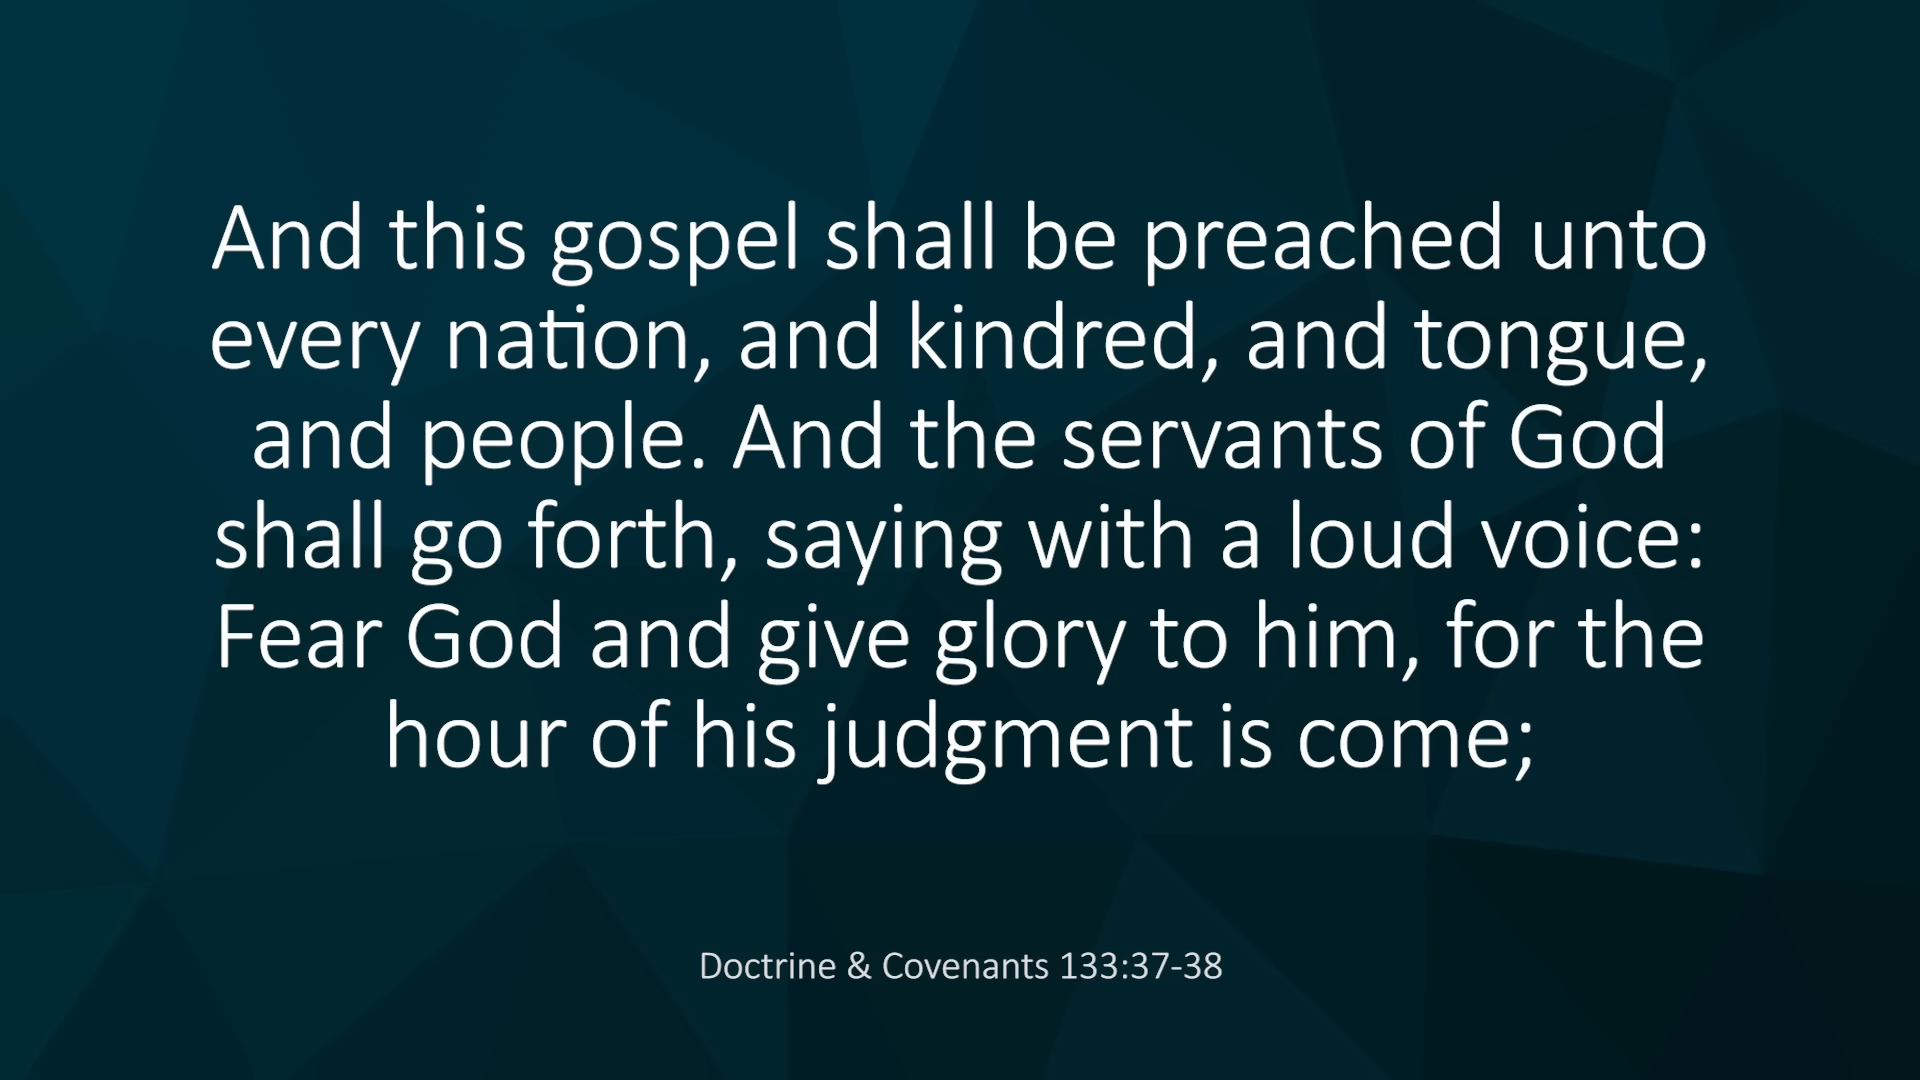 And this gospel shall be preached unto
every nation, and kindred, and tongue,
and people. And the servants of God
shall go forth, saying with a loud voice:
Fear God and give glory to him, for the
hour of his judgment is come;
Doctrine & Covenants 133:37-38